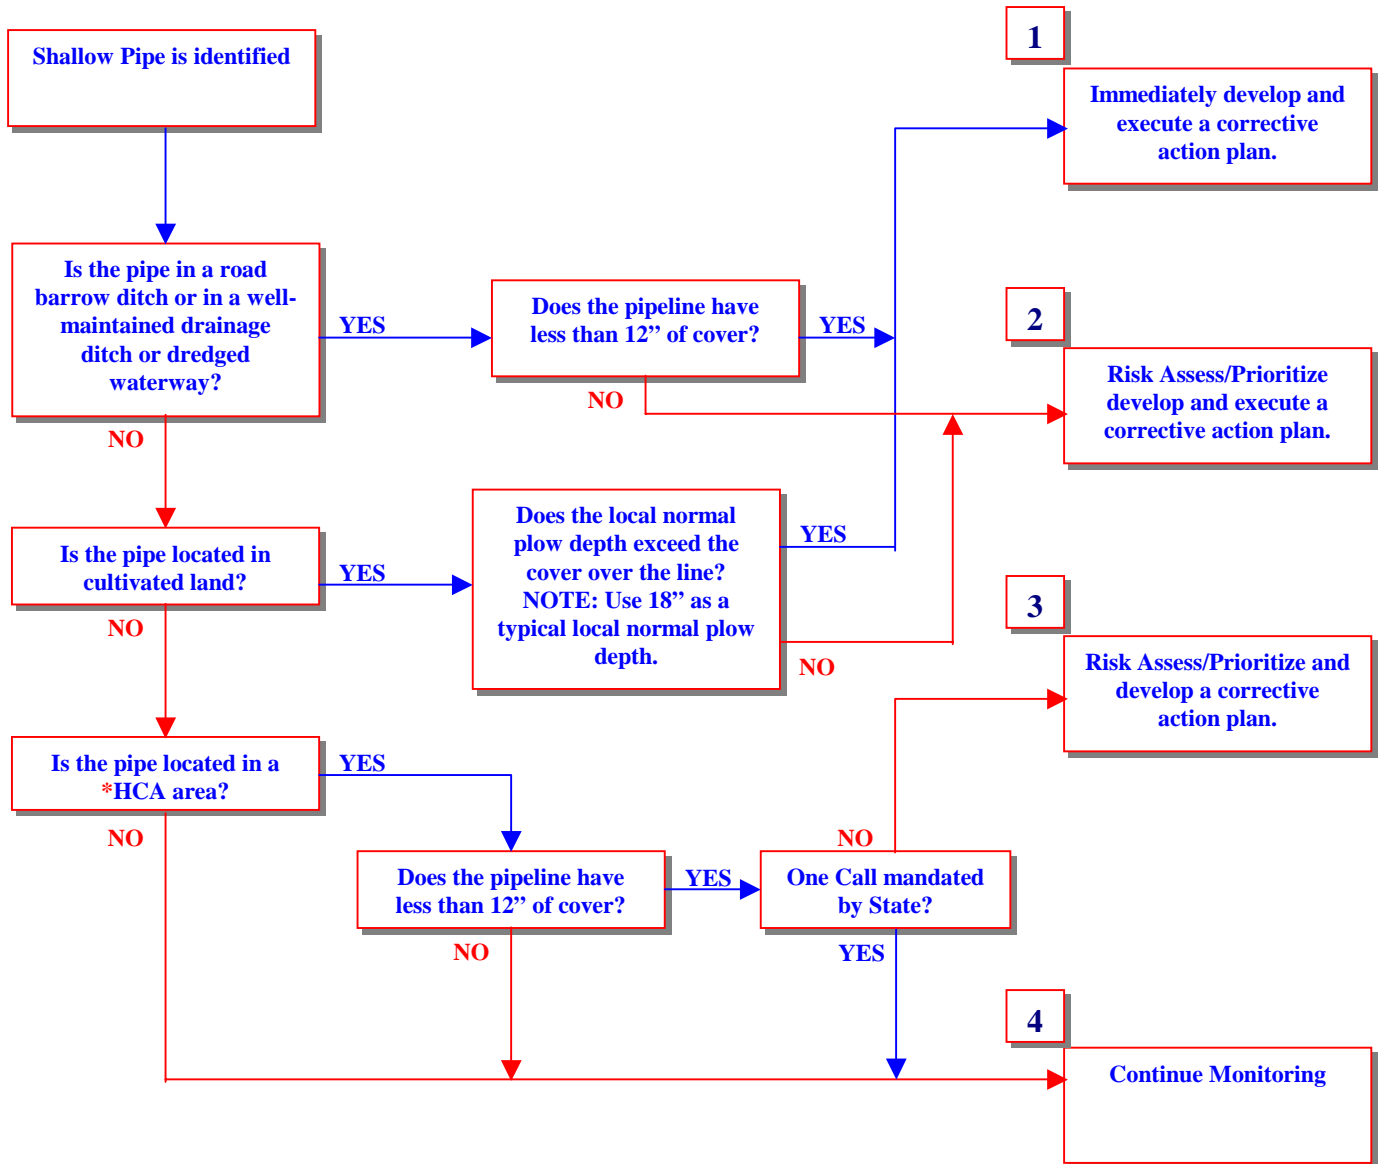 Shallow Pipe is identified
1
Immediately develop and
execute a corrective
action plan.
Is the pipe in a road
barrow ditch or in a well-
maintained drainage
ditch or dredged
waterway?
YES
Does the pipeline have
less than 12” of cover?
YES
NO
2
Risk Assess/Prioritize
develop and execute a
corrective action plan.
NO
Is the pipe located in
cultivated land?
YES
Does the local normal
plow depth exceed the
cover over the line?
NOTE: Use 18” as a
typical local normal plow
depth.
YES
NO
3
Risk Assess/Prioritize and
develop a corrective
action plan.
NO
Is the pipe located in a
*HCA area?
YES
NO
Does the pipeline have
less than 12” of cover?
YES
NO
One Call mandated
by State?
NO
YES
4
Continue Monitoring